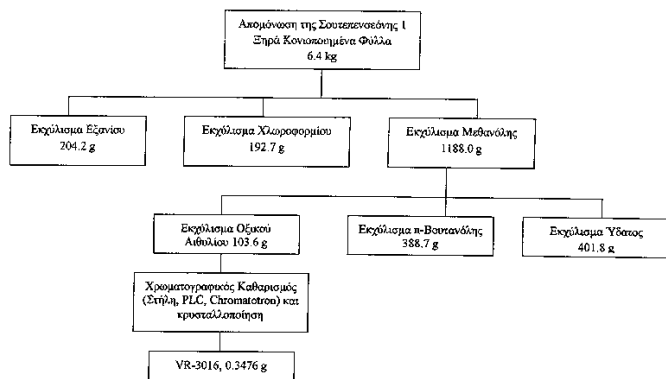 Απομόνωση της Σουτεπενσεόνης 1
Ξηρά Κονιοποιημένα Φύλλα
6.4 kg
Εκχύλισμα Εξανίου
204.2 g
Εκχύλισμα Χλωροφορμίου
192.7 g
Εκχύλισμα Μεθανόλης
1188.0 g
Εκχύλισμα Οξικού
Αιθυλίου 103.6 g
Εκχύλισμα n-Βουτανόλης
388.7 g
Εκχύλισμα Ύδατος
401.8 g
Χρωματογραφικός Καθαρισμός
(Στήλη, PLC, Chromatotron) και
κρυσταλλοποίηση
VR-3016, 0.3476 g